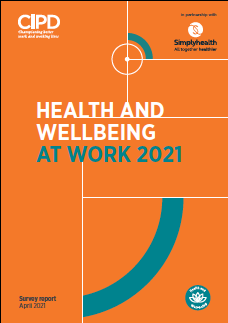 CIPD
Championing better
work and working lives
in partnership with
Simplyhealth
All together healthier
HEALTH AND
WELLBEING
AT WORK 2021
Survey report
April 2021